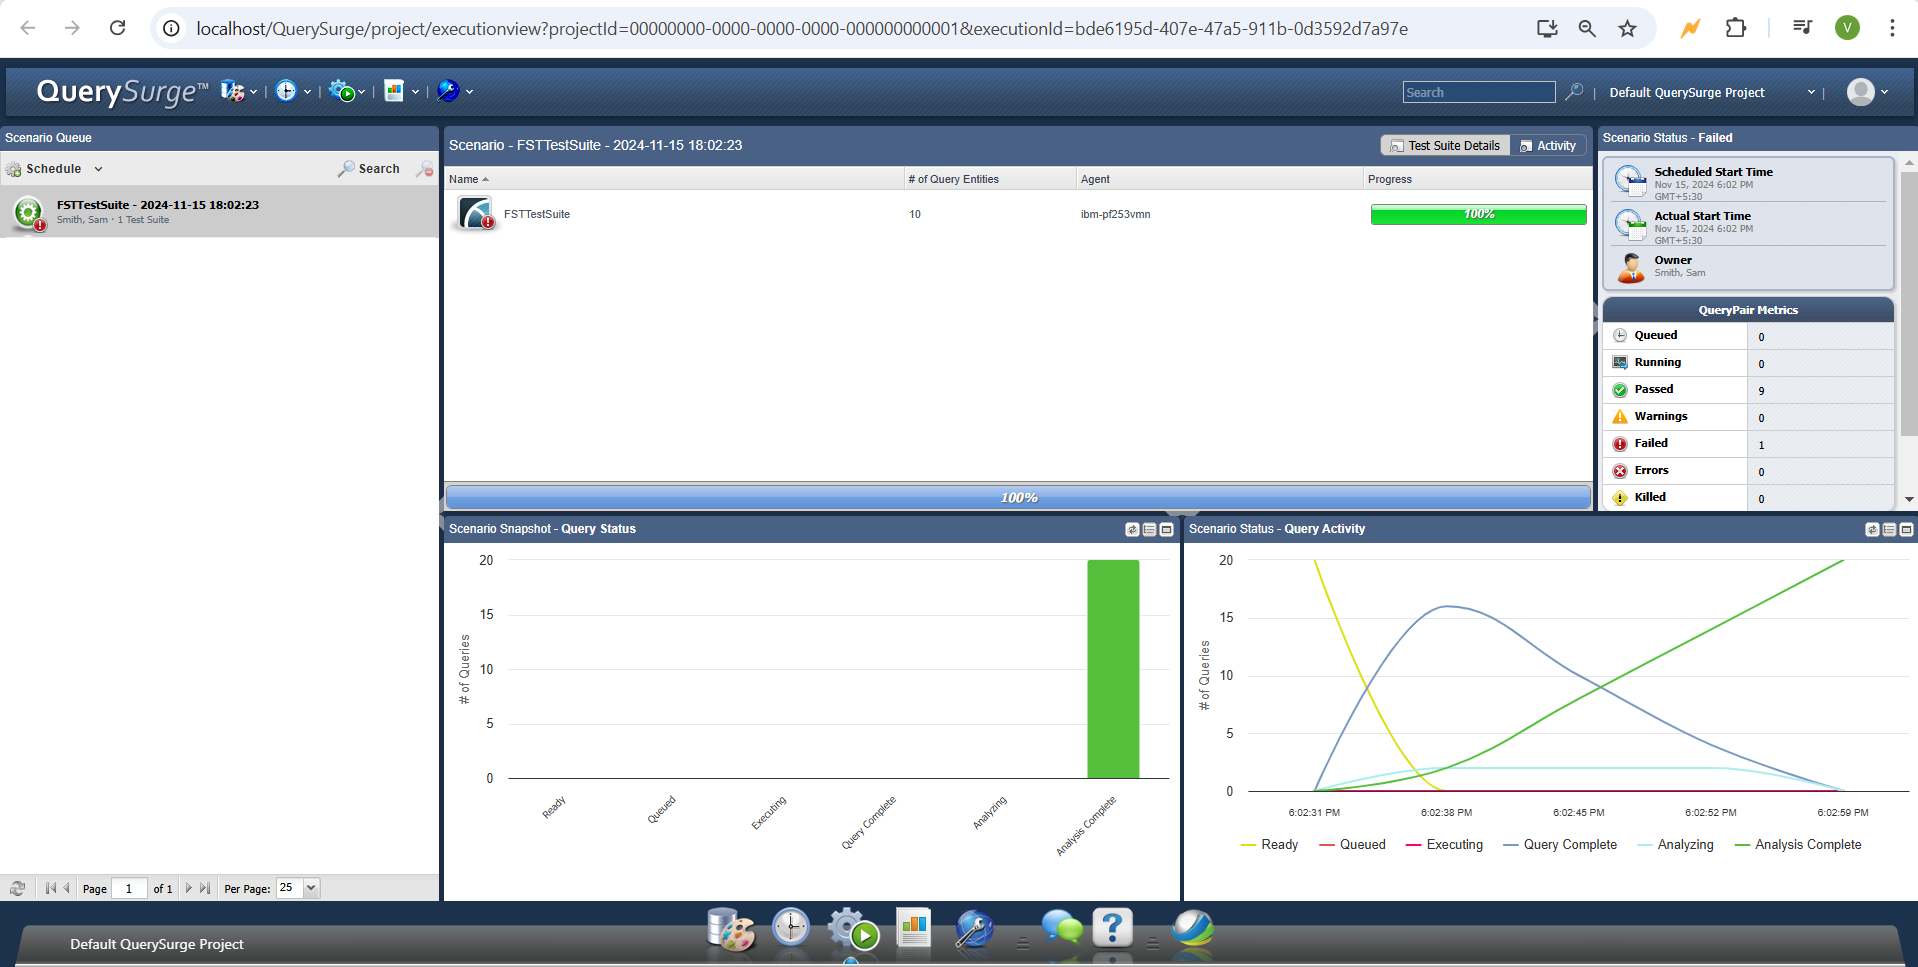 localhost/QuerySurge/project/executionview?projectId=00000000-0000-0000-0000-000000000001&executionId=bde6195d-407e-47a5-911b-0d3592d7a97e
V
QuerySurge™
Search
Default QuerySurge Project
Scenario Queue
Schedule
Search
FSTTestSuite - 2024-11-15 18:02:23
Smith, Sam · 1 Test Suite
Page 1 of 1 Per Page: 25
Scenario - FSTTestSuite - 2024-11-15 18:02:23
Test Suite Details
Activity
Name # of Query Entities Agent Progress
FSTTestSuite 10 ibm-pf253vmn 100%
100%
Scenario Status - Failed
Scheduled Start Time
Nov 15, 2024 6:02 PM
GMT+5:30
Actual Start Time
Nov 15, 2024 6:02 PM
GMT+5:30
Owner
Smith, Sam
QueryPair Metrics
Queued 0
Running 0
Passed 9
Warnings 0
Failed 1
Errors 0
Killed 0
Scenario Snapshot - Query Status
# of Queries
20
15
10
5
0
Ready
Queued
Executing
Query Complete
Analyzing
Analysis Complete
Scenario Status - Query Activity
# of Queries
20
15
10
5
0
6:02:31 PM 6:02:38 PM 6:02:45 PM 6:02:52 PM 6:02:59 PM
Ready Queued Executing Query Complete Analyzing Analysis Complete
Default QuerySurge Project
?